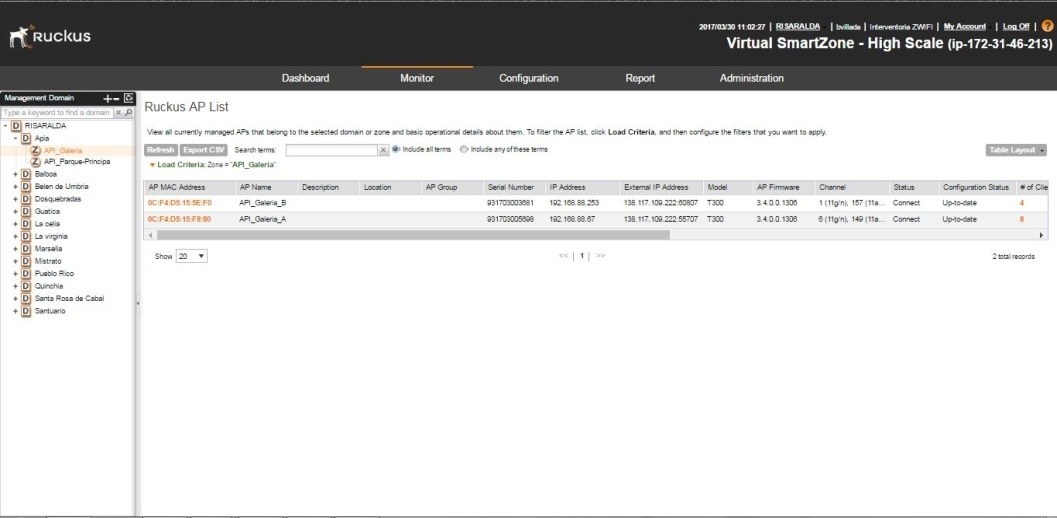 Ruckus
2017/03/30 11:02:27 | RISARALDA | bvillada | Interventoria ZWIFI | My Account | Log Off | ?
Virtual SmartZone - High Scale (ip-172-31-46-213)
Dashboard Monitor Configuration Report Administration
Management Domain
Type a keyword to find a domain
D RISARALDA
D Apia
Z API_Galeria
Z API_Parque-Principa
D Balboa
D Belen de Umbria
D Dosquebradas
D Guatica
D La celia
D La virginia
D Marsella
D Mistrato
D Pueblo Rico
D Quinchia
D Santa Rosa de Cabal
D Santuario
Ruckus AP List
View all currently managed APs that belong to the selected domain or zone and basic operational details about them. To filter the AP list, click Load Criteria, and then configure the filters that you want to apply.
Refresh Export CSV Search terms: x Include all terms Include any of these terms Table Layout
Load Criteria: Zone = "API_Galeria"
AP MAC Address AP Name Description Location AP Group Serial Number IP Address External IP Address Model AP Firmware Channel Status Configuration Status # of Clie
0C:F4:D5:15:5E:F0 API_Galeria_B 931703003681 192.168.88.253 138.117.109.222:60807 T300 3.4.0.0.1306 1 (11g/n), 157 (11a... Connect Up-to-date 4
0C:F4:D5:15:F8:80 API_Galeria_A 931703005698 192.168.88.67 138.117.109.222:55707 T300 3.4.0.0.1306 6 (11g/n), 149 (11a... Connect Up-to-date 8
Show 20 << | 1 | >> 2 total records